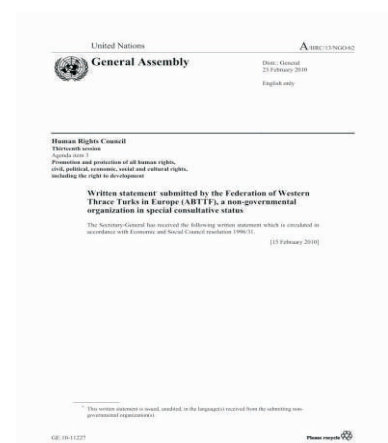 United Nations
A/HRC/13/NGO/62
General Assembly
Distr.: General
23 February 2010
English only
Human Rights Council
Thirteenth session
Agenda item 3
Promotion and protection of all human rights,
civil, political, economic, social and cultural rights,
including the right to development
Written statement* submitted by the Federation of Western
Thrace Turks in Europe (ABTTF), a non-governmental
organization in special consultative status
The Secretary-General has received the following written statement which is circulated in
accordance with Economic and Social Council resolution 1996/31.
[15 February 2010]
* This written statement is issued, unedited, in the language(s) received from the submitting non-
governmental organization(s).
GE.10-11227
Please recycle